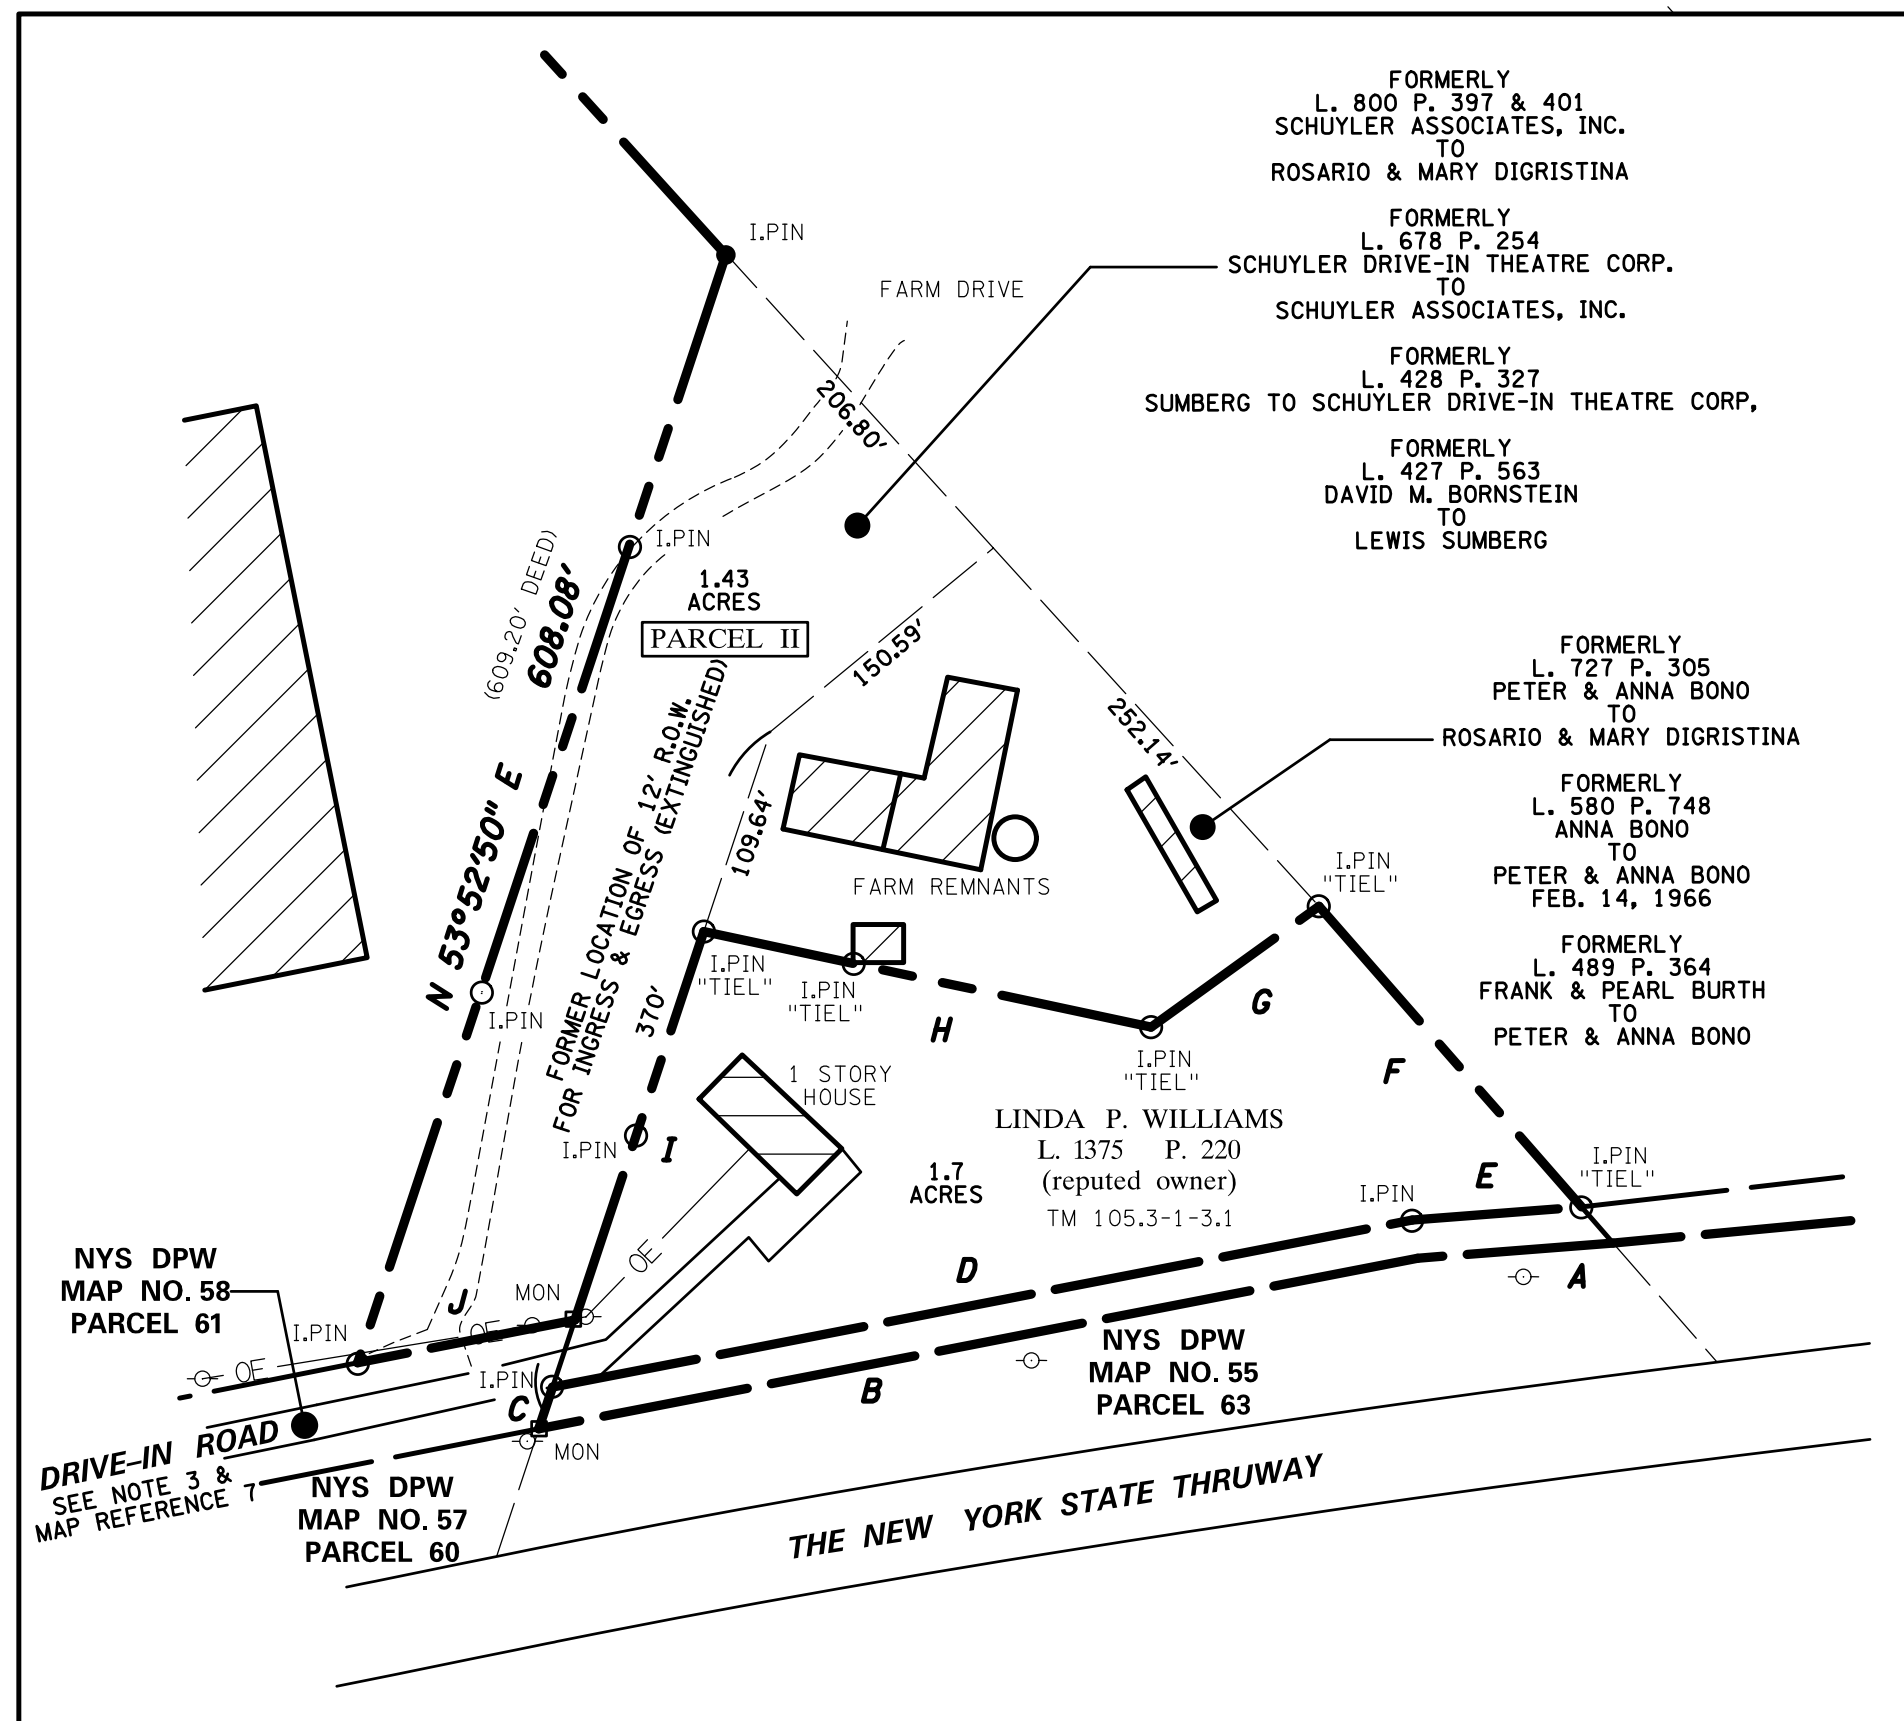 FORMERLY
L. 800 P. 397 & 401
SCHUYLER ASSOCIATES, INC.
TO
ROSARIO & MARY DIGRISTINA
FORMERLY
L. 678 P. 254
SCHUYLER DRIVE-IN THEATRE CORP.
TO
SCHUYLER ASSOCIATES, INC.
FORMERLY
L. 428 P. 327
SUMBERG TO SCHUYLER DRIVE-IN THEATRE CORP,
FORMERLY
L. 427 P. 563
DAVID M. BORNSTEIN
TO
LEWIS SUMBERG
I.PIN
FARM DRIVE
206.80'
I.PIN
(609.20' DEED)
608.08'
N 53°52'50" E
1.43
ACRES
PARCEL II
150.59'
252.14'
FORMER LOCATION OF 12' R.O.W.
FOR INGRESS & EGRESS (EXTINGUISHED)
109.64'
370'
FARM REMNANTS
FORMERLY
L. 727 P. 305
PETER & ANNA BONO
TO
ROSARIO & MARY DIGRISTINA
FORMERLY
L. 580 P. 748
ANNA BONO
TO
PETER & ANNA BONO
FEB. 14, 1966
FORMERLY
L. 489 P. 364
FRANK & PEARL BURTH
TO
PETER & ANNA BONO
I.PIN
"TIEL"
I.PIN
"TIEL"
I.PIN
"TIEL"
I.PIN
H
G
F
I.PIN
"TIEL"
1 STORY
HOUSE
LINDA P. WILLIAMS
L. 1375 P. 220
(reputed owner)
TM 105.3-1-3.1
1.7
ACRES
I.PIN
I
I.PIN
E
I.PIN
"TIEL"
OE
D
A
NYS DPW
MAP NO. 58
PARCEL 61
J
MON
I.PIN
OE
OE
I.PIN
C
B
MON
NYS DPW
MAP NO. 55
PARCEL 63
DRIVE-IN ROAD
SEE NOTE 3 &
MAP REFERENCE 7
NYS DPW
MAP NO. 57
PARCEL 60
THE NEW YORK STATE THRUWAY